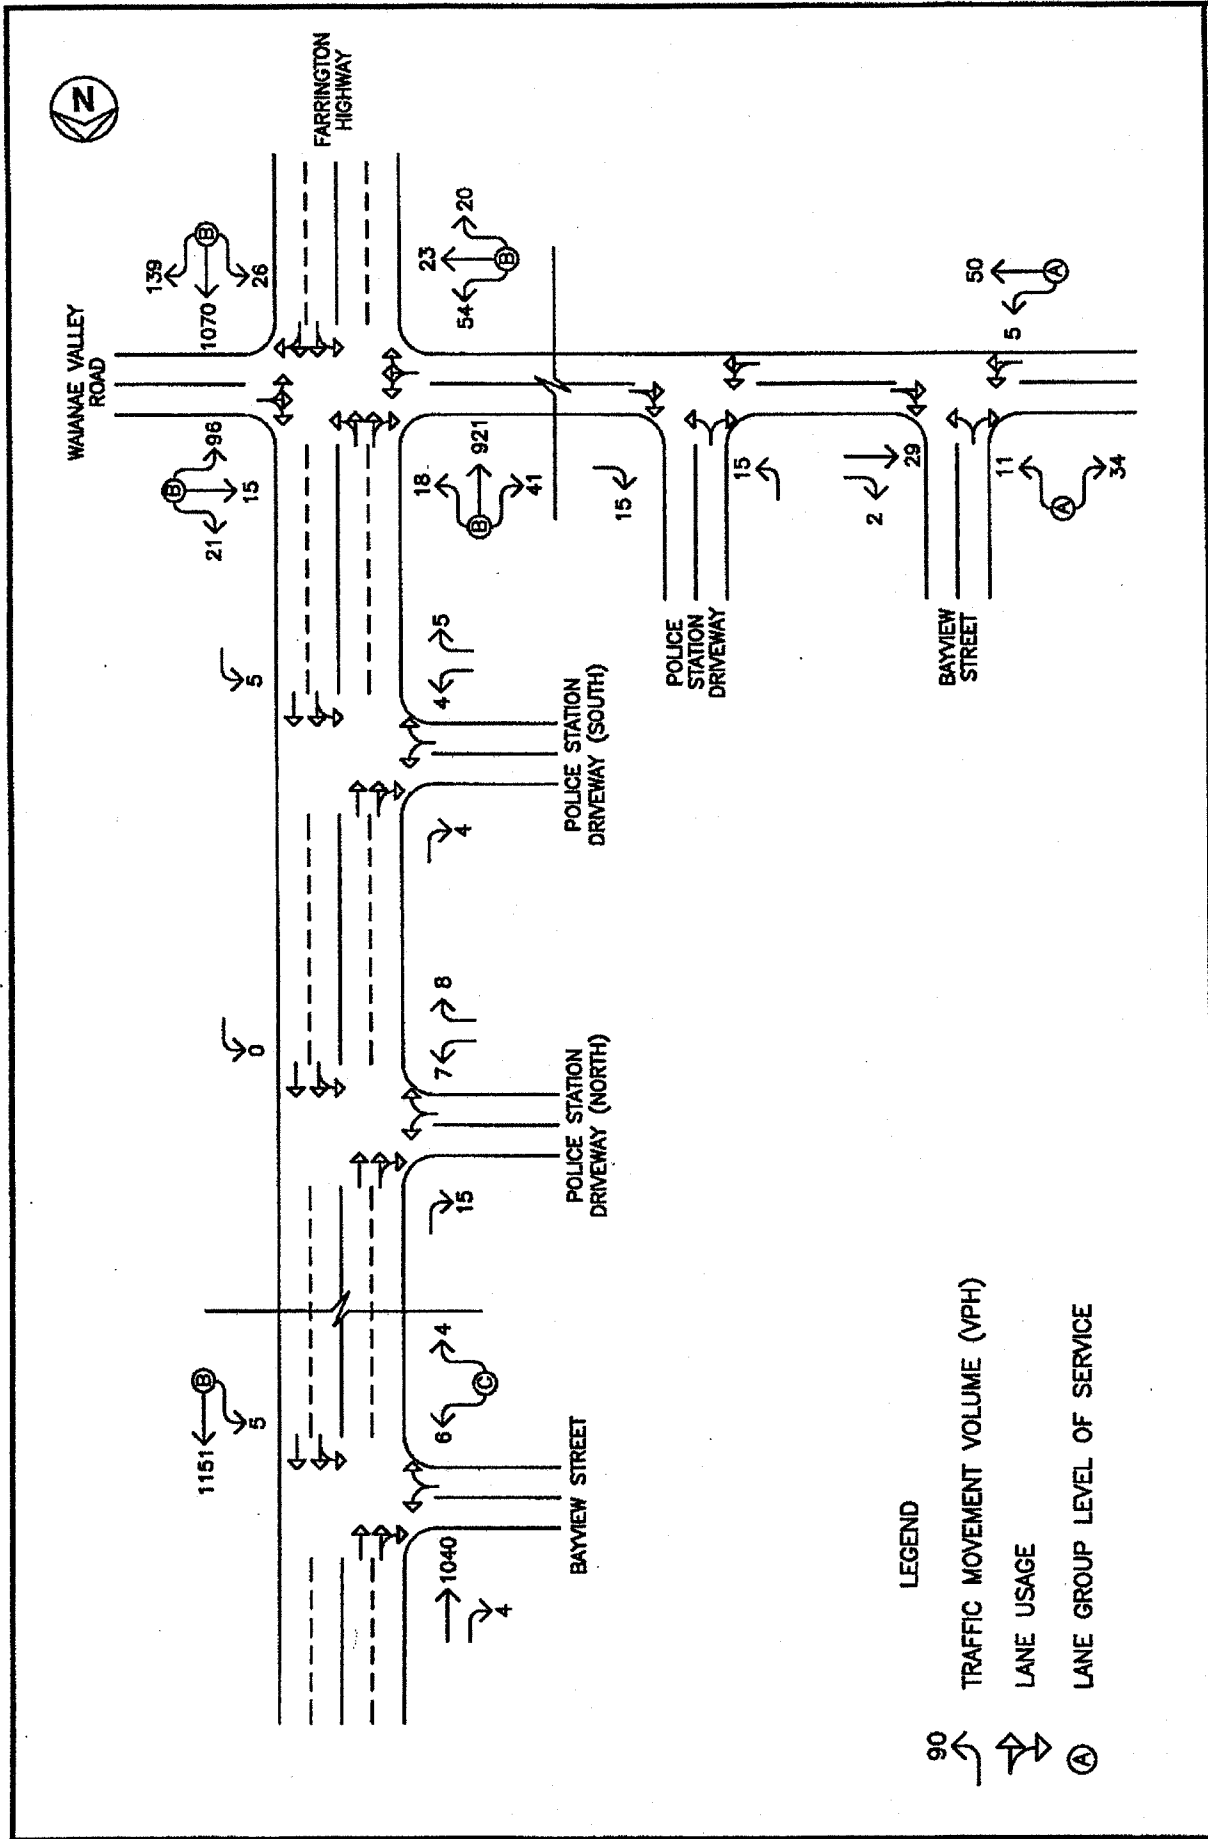 N
FARRINGTON
HIGHWAY
WAIANAE VALLEY
ROAD
139
1070
26
54
23
20
96
15
21
18
921
41
5
50
15
15
2
29
11
34
POLICE
STATION
DRIVEWAY
BAYVIEW
STREET
5
4
5
POLICE STATION
DRIVEWAY (SOUTH)
4
0
7
8
POLICE STATION
DRIVEWAY (NORTH)
15
B
B
B
B
A
A
1151
B
5
6
4
C
BAYVIEW STREET
1040
4
LEGEND
90
TRAFFIC MOVEMENT VOLUME (VPH)
LANE USAGE
A
LANE GROUP LEVEL OF SERVICE